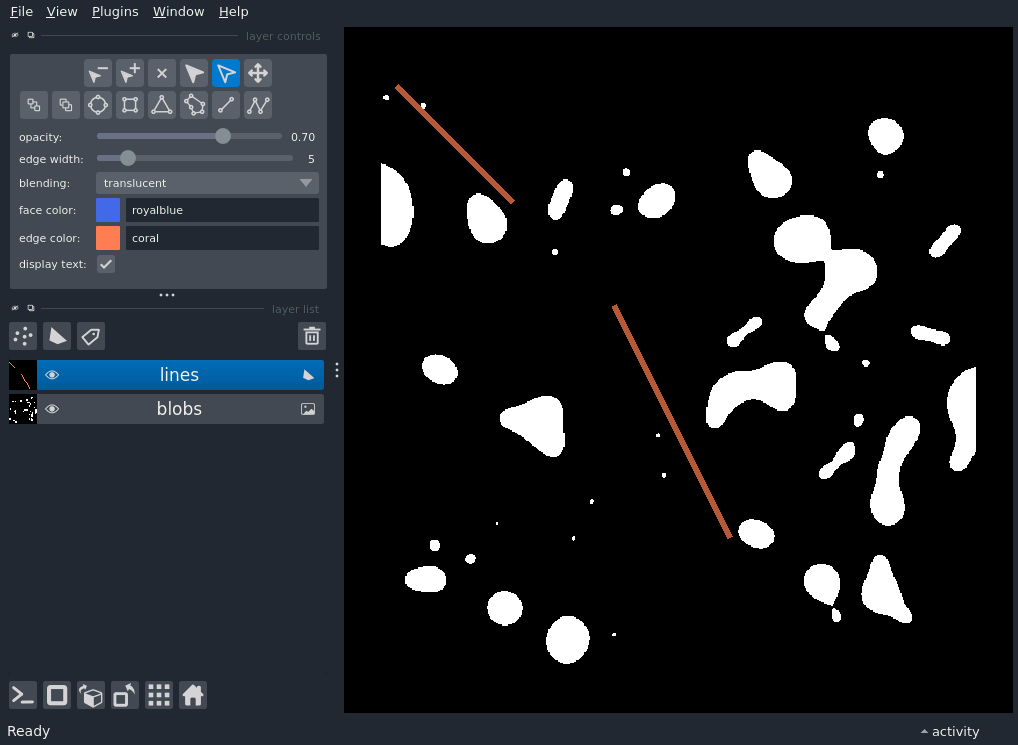 File View Plugins Window Help
layer controls
opacity: 0.70
edge width: 5
blending: translucent
face color: royalblue
edge color: coral
display text:
layer list
lines
blobs
Ready
activity